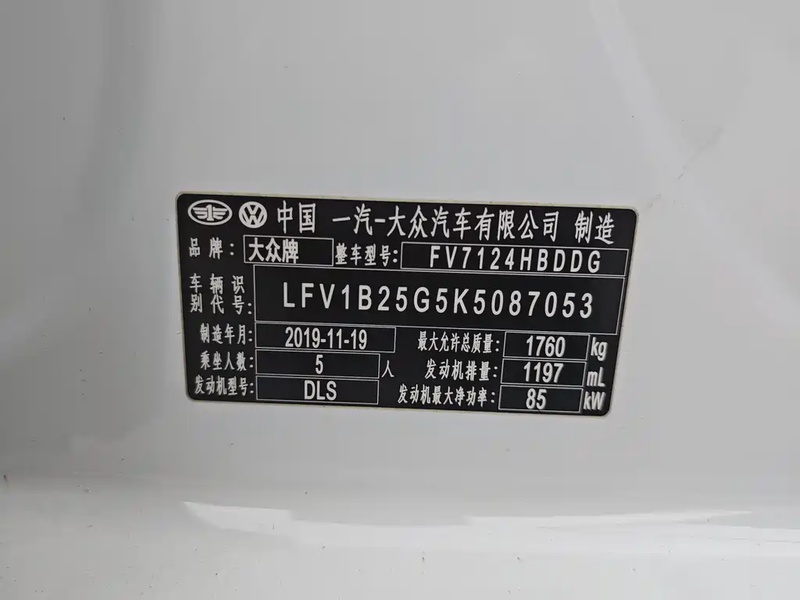 中国 一汽-大众汽车有限公司 制造
品牌: 大众牌 整车型号: FV7124HBDDG
车辆识别代号: LFV1B25G5K5087053
制造年月: 2019-11-19 最大允许总质量: 1760 kg
乘坐人数: 5 人 发动机排量: 1197 mL
发动机型号: DLS 发动机最大净功率: 85 kW